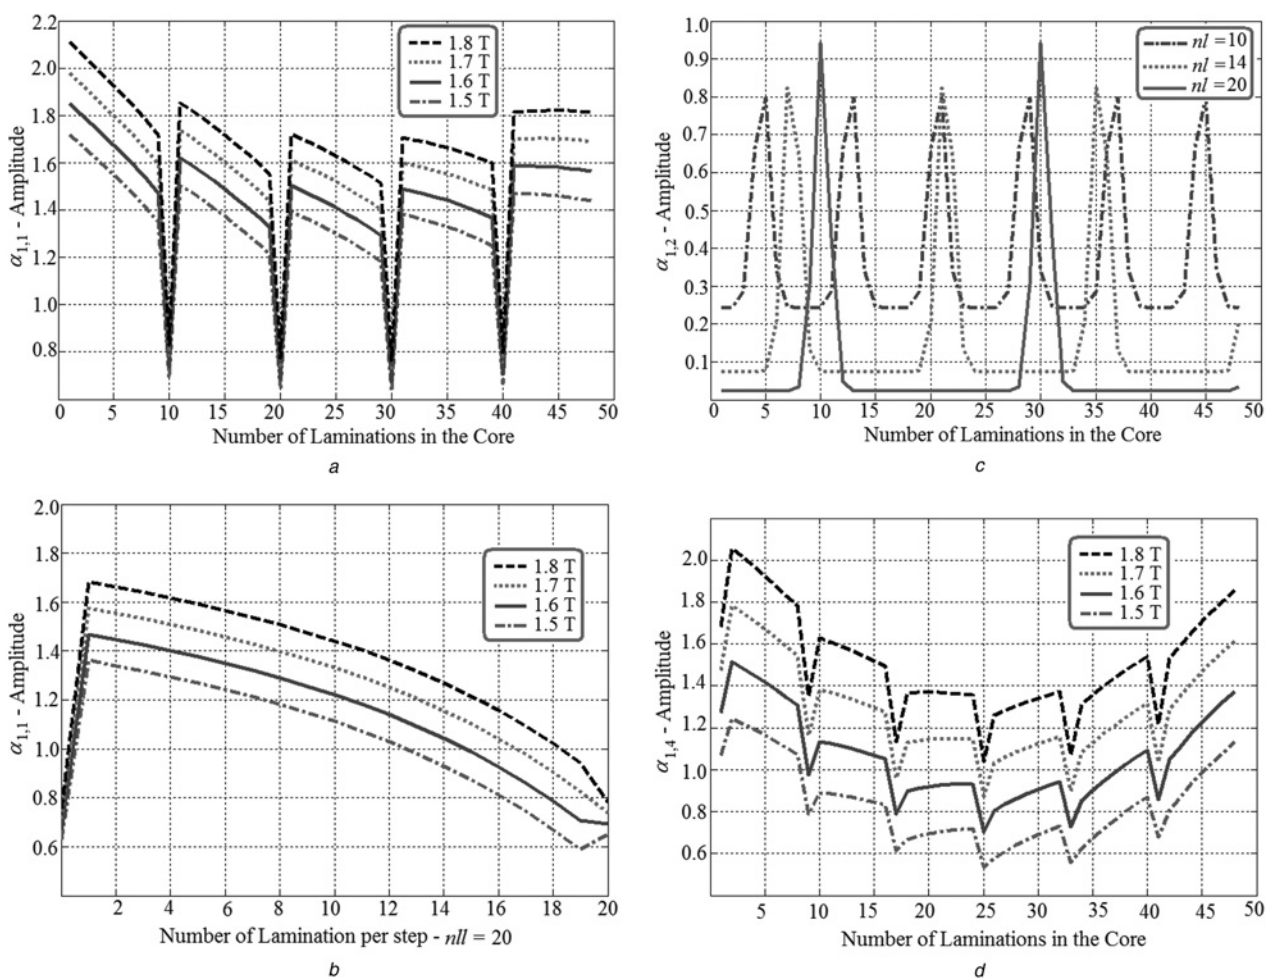 α1,1 - Amplitude
2.2
2.0
1.8
1.6
1.4
1.2
1.0
0.8
1.8 T
1.7 T
1.6 T
1.5 T
0 5 10 15 20 25 30 35 40 45 50
Number of Laminations in the Core
a
α1,2 - Amplitude
1.0
0.9
0.8
0.7
0.6
0.5
0.4
0.3
0.2
0.1
nl =10
nl =14
nl =20
0 5 10 15 20 25 30 35 40 45 50
Number of Laminations in the Core
c
α1,1 - Amplitude
2.0
1.8
1.6
1.4
1.2
1.0
0.8
0.6
1.8 T
1.7 T
1.6 T
1.5 T
2 4 6 8 10 12 14 16 18 20
Number of Lamination per step - nll = 20
b
α1,4 - Amplitude
2.0
1.8
1.6
1.4
1.2
1.0
0.8
0.6
1.8 T
1.7 T
1.6 T
1.5 T
5 10 15 20 25 30 35 40 45 50
Number of Laminations in the Core
d